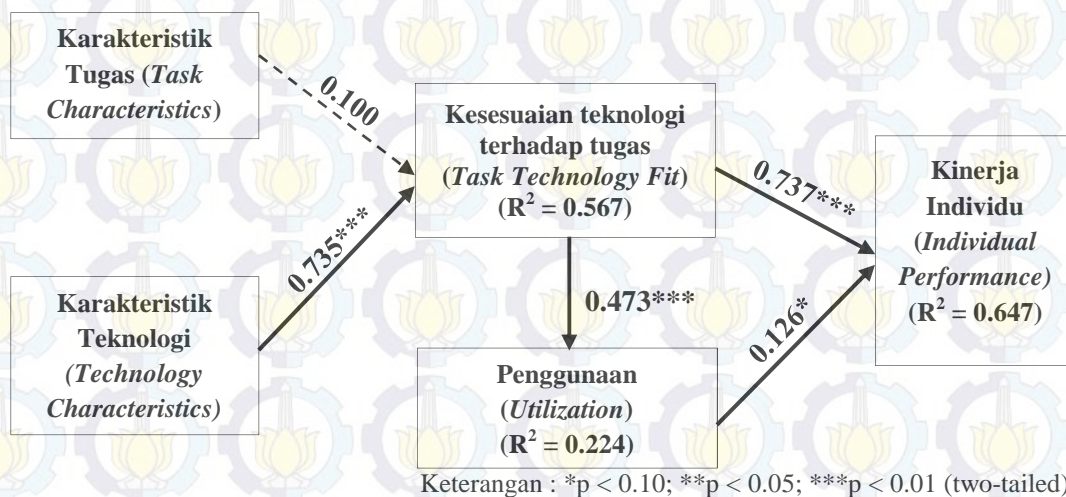 Karakteristik
Tugas (Task
Characteristics)
0.100
Kesesuaian teknologi
terhadap tugas
(Task Technology Fit)
(R² = 0.567)
0.737***
Kinerja
Individu
(Individual
Performance)
(R² = 0.647)
0.735***
Karakteristik
Teknologi
(Technology
Characteristics)
0.473***
Penggunaan
(Utilization)
(R² = 0.224)
0.126*
Keterangan : *p < 0.10; **p < 0.05; ***p < 0.01 (two-tailed)